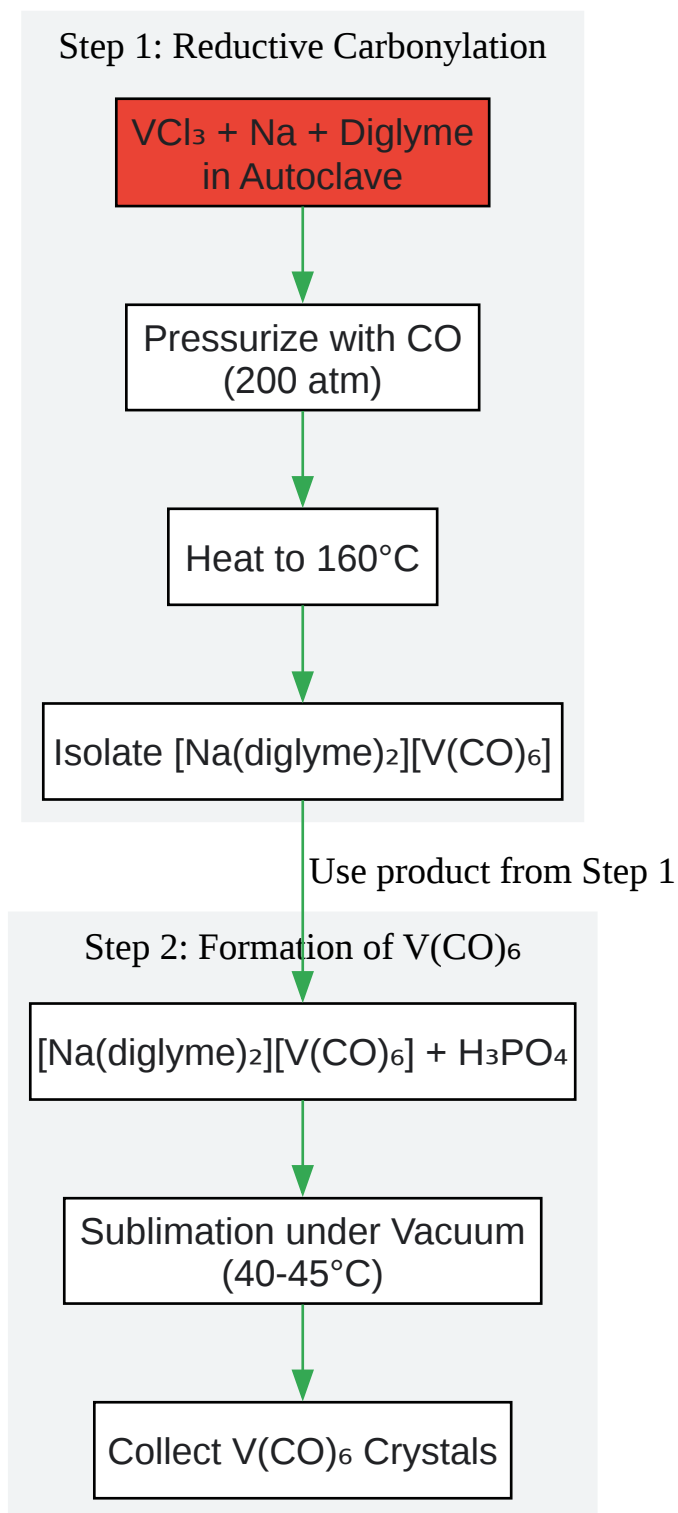 Step 1: Reductive Carbonylation
VCl₃ + Na + Diglyme
in Autoclave
Pressurize with CO
(200 atm)
Heat to 160°C
Isolate [Na(diglyme)₂][V(CO)₆]
Use product from Step 1
Step 2: Formation of V(CO)₆
[Na(diglyme)₂][V(CO)₆] + H₃PO₄
Sublimation under Vacuum
(40-45°C)
Collect V(CO)₆ Crystals